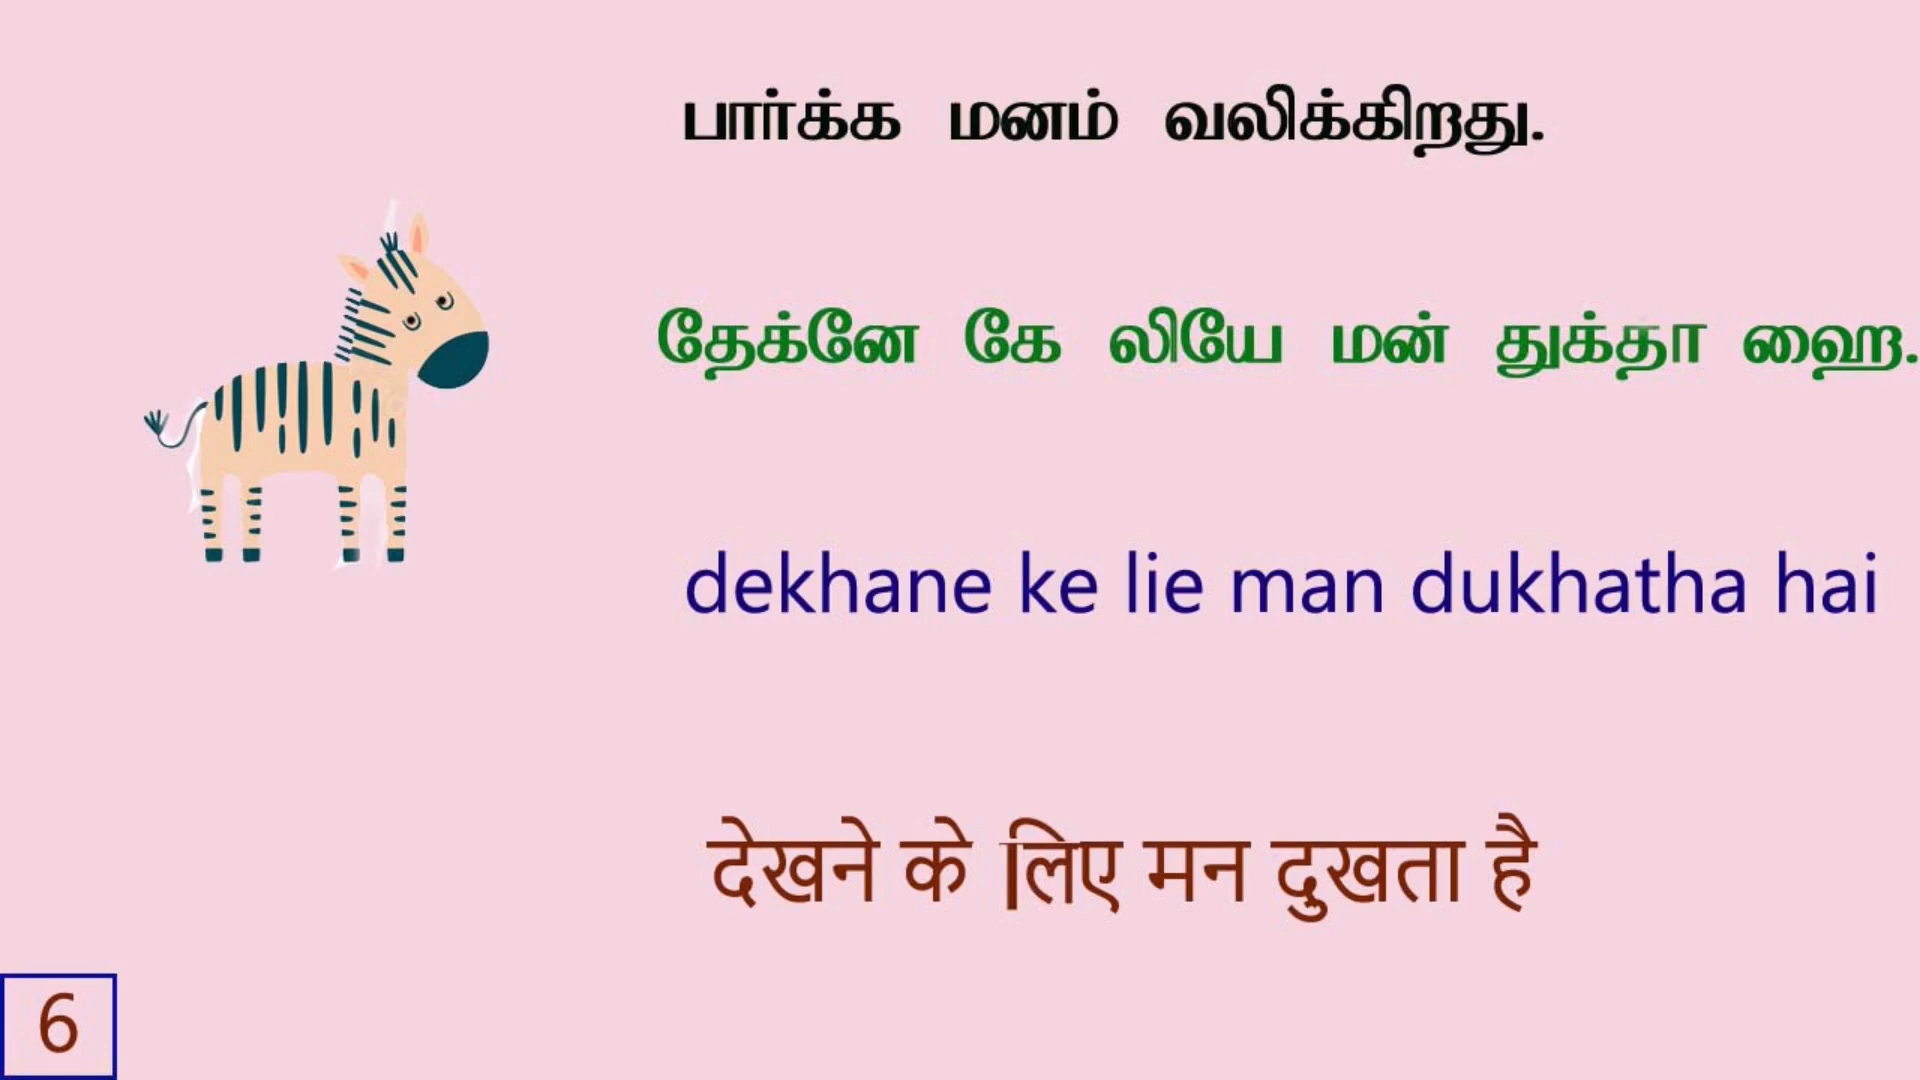 பார்க்க மனம் வலிக்கிறது.
தேக்னே கே லியே மன் துக்தா ஹை.
dekhane ke lie man dukhatha hai
देखने के लिए मन दुखता है
6